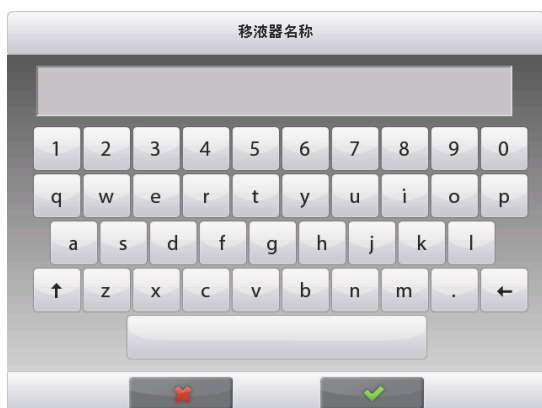 移液器名称
1 2 3 4 5 6 7 8 9 0
q w e r t y u i o p
a s d f g h j k l
↑ z x c v b n m . ←